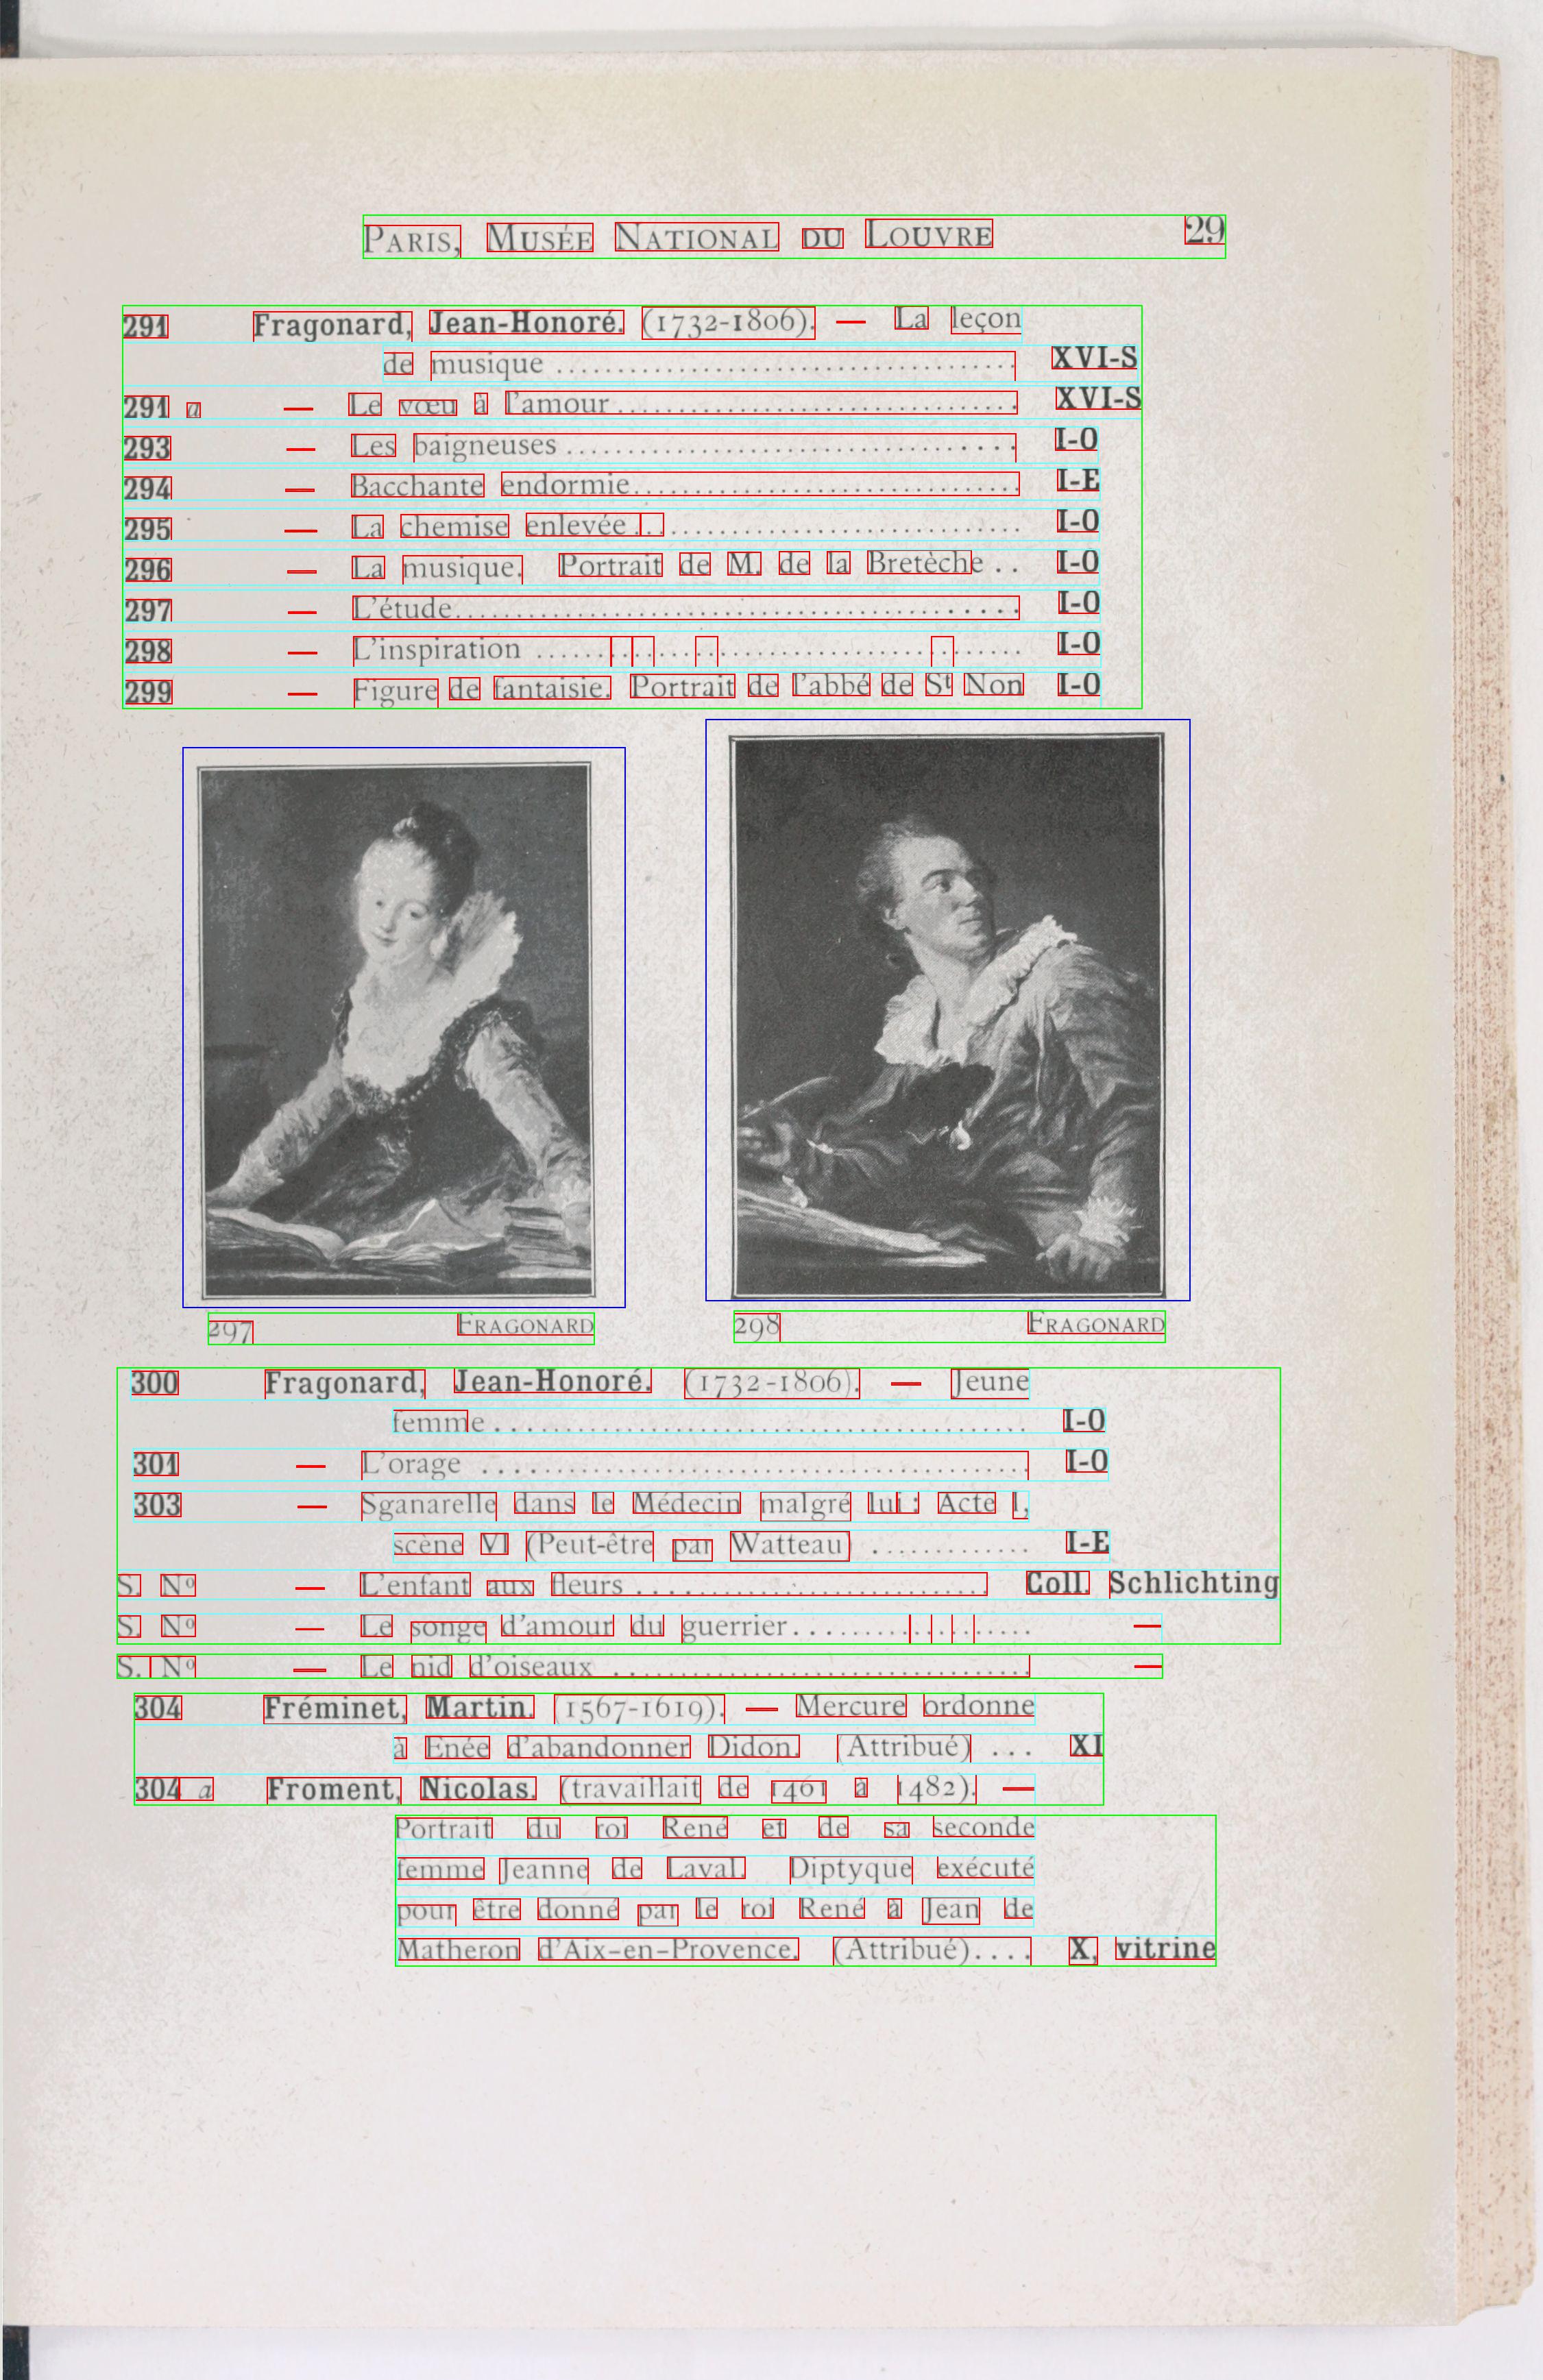 PARIS, MUSÉE NATIONAL DU LOUVRE 29
291 Fragonard, Jean-Honoré. (1732-1806). — La leçon
de musique ...................................... XVI-S
291 a — Le vœu à l'amour................................. XVI-S
293 — Les baigneuses ..................................... I-O
294 — Bacchante endormie................................ I-E
295 — La chemise enlevée................................ I-O
296 — La musique. Portrait de M. de la Bretèche .. I-O
297 — L'étude............................................... I-O
298 — L'inspiration ........................................ I-O
299 — Figure de fantaisie. Portrait de l'abbé de St Non I-O
297 FRAGONARD
298 FRAGONARD
300 Fragonard, Jean-Honoré. (1732-1806). — Jeune
femme............................................ I-O
301 — L'orage ............................................. I-O
303 — Sganarelle dans le Médecin malgré lui : Acte I,
scène VI (Peut-être par Watteau) ............. I-E
S. No — L'enfant aux fleurs ............................. Coll. Schlichting
S. No — Le songe d'amour du guerrier.................... —
S. No — Le nid d'oiseaux .................................. —
304 Fréminet, Martin. (1567-1619). — Mercure ordonne
à Enée d'abandonner Didon. (Attribué) ... XI
304 a Froment, Nicolas. (travaillait de 1461 à 1482). —
Portrait du roi René et de sa seconde
femme Jeanne de Laval. Diptyque exécuté
pour être donné par le roi René à Jean de
Matheron d'Aix-en-Provence. (Attribué).... X, vitrine